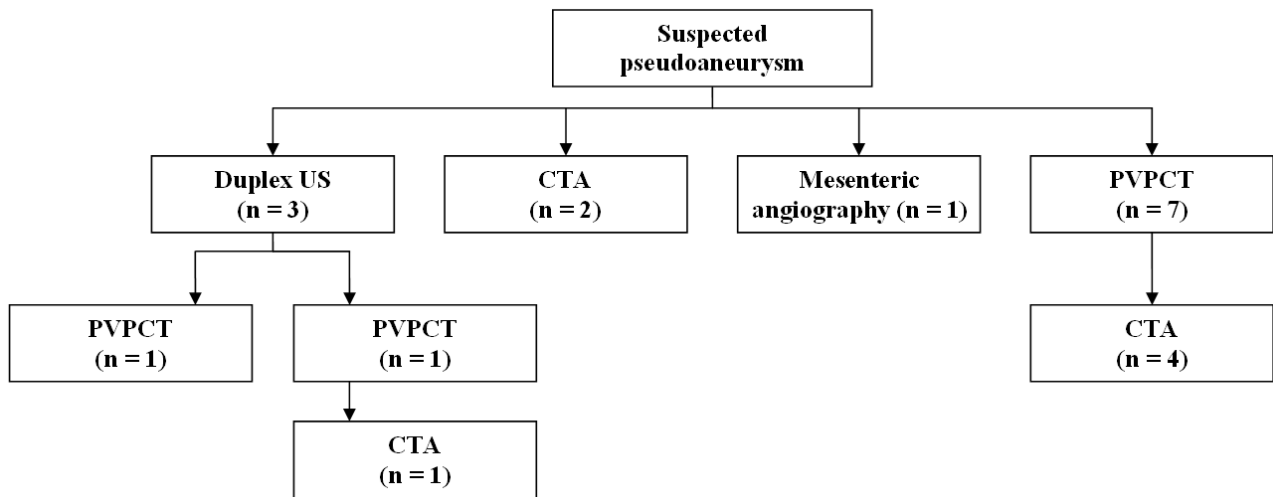 Suspected
pseudoaneurysm
Duplex US
(n = 3)
CTA
(n = 2)
Mesenteric
angiography (n = 1)
PVPCT
(n = 7)
PVPCT
(n = 1)
PVPCT
(n = 1)
CTA
(n = 4)
CTA
(n = 1)